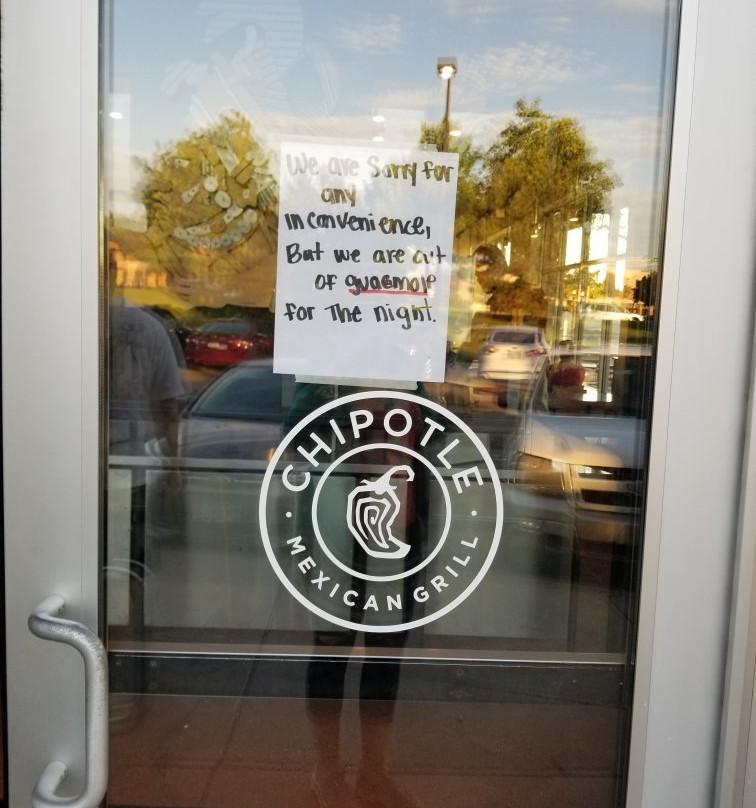 We are Sorry for
any
inconvenience,
But we are out
of guacmole
for The night.
CHIPOTLE
MEXICAN GRILL